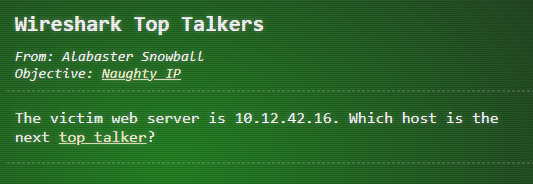 Wireshark Top Talkers
From: Alabaster Snowball
Objective: Naughty IP
The victim web server is 10.12.42.16. Which host is the
next top talker?